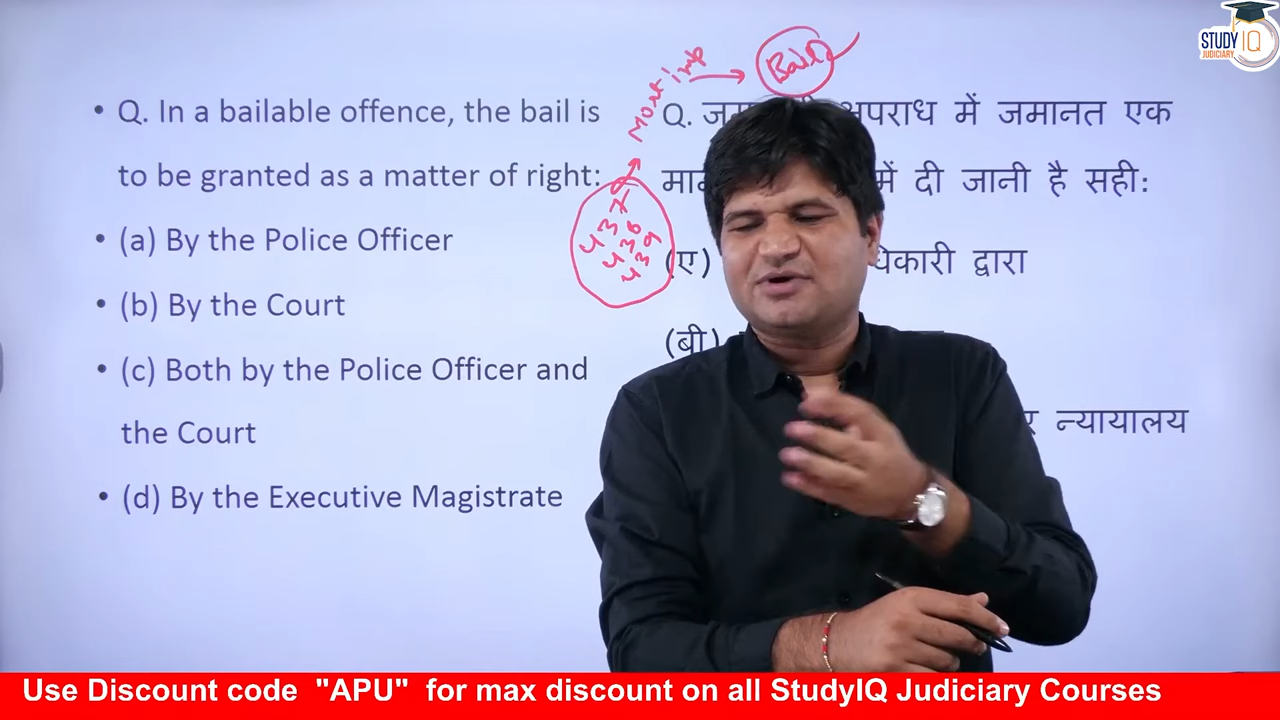 STUDY IQ
JUDICIARY
Most imp → Bail
• Q. In a bailable offence, the bail is
to be granted as a matter of right:
• (a) By the Police Officer
• (b) By the Court
• (c) Both by the Police Officer and
the Court
• (d) By the Executive Magistrate
436
439
Q. अपराध में जमानत एक
में दी जाती है सही:
(ए) द्वारा
(बी)
न्यायालय
Use Discount code "APU" for max discount on all StudyIQ Judiciary Courses